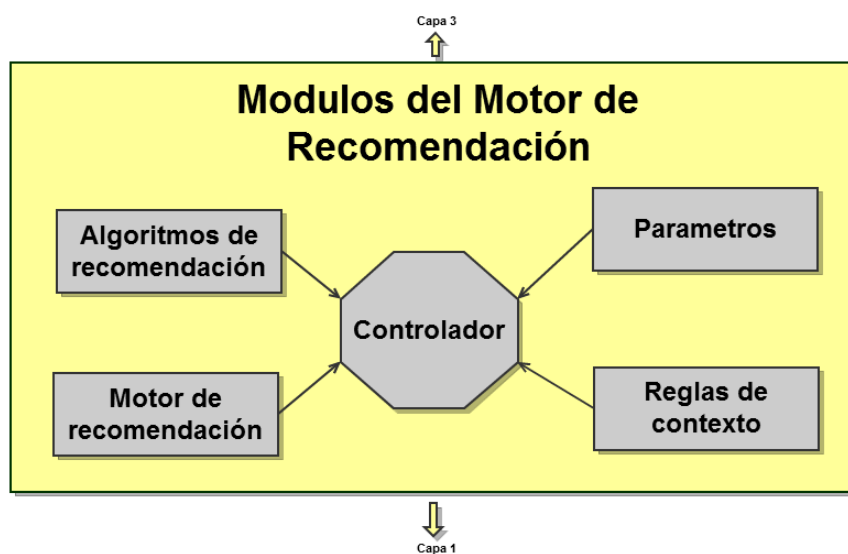 Capa 3
Modulos del Motor de
Recomendación
Algoritmos de
recomendación
Parametros
Controlador
Motor de
recomendación
Reglas de
contexto
Capa 1